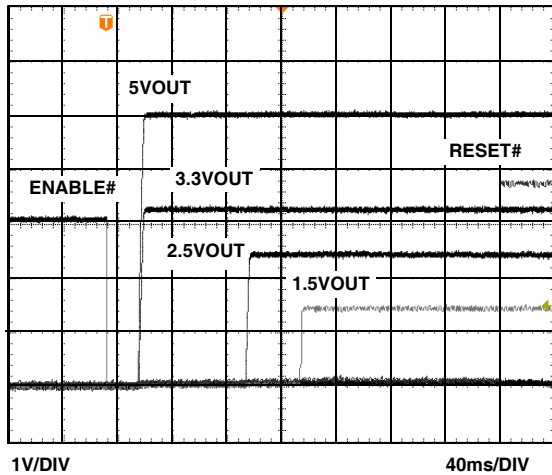 T
5VOUT
RESET#
ENABLE#
3.3VOUT
2.5VOUT
1.5VOUT
1V/DIV
40ms/DIV